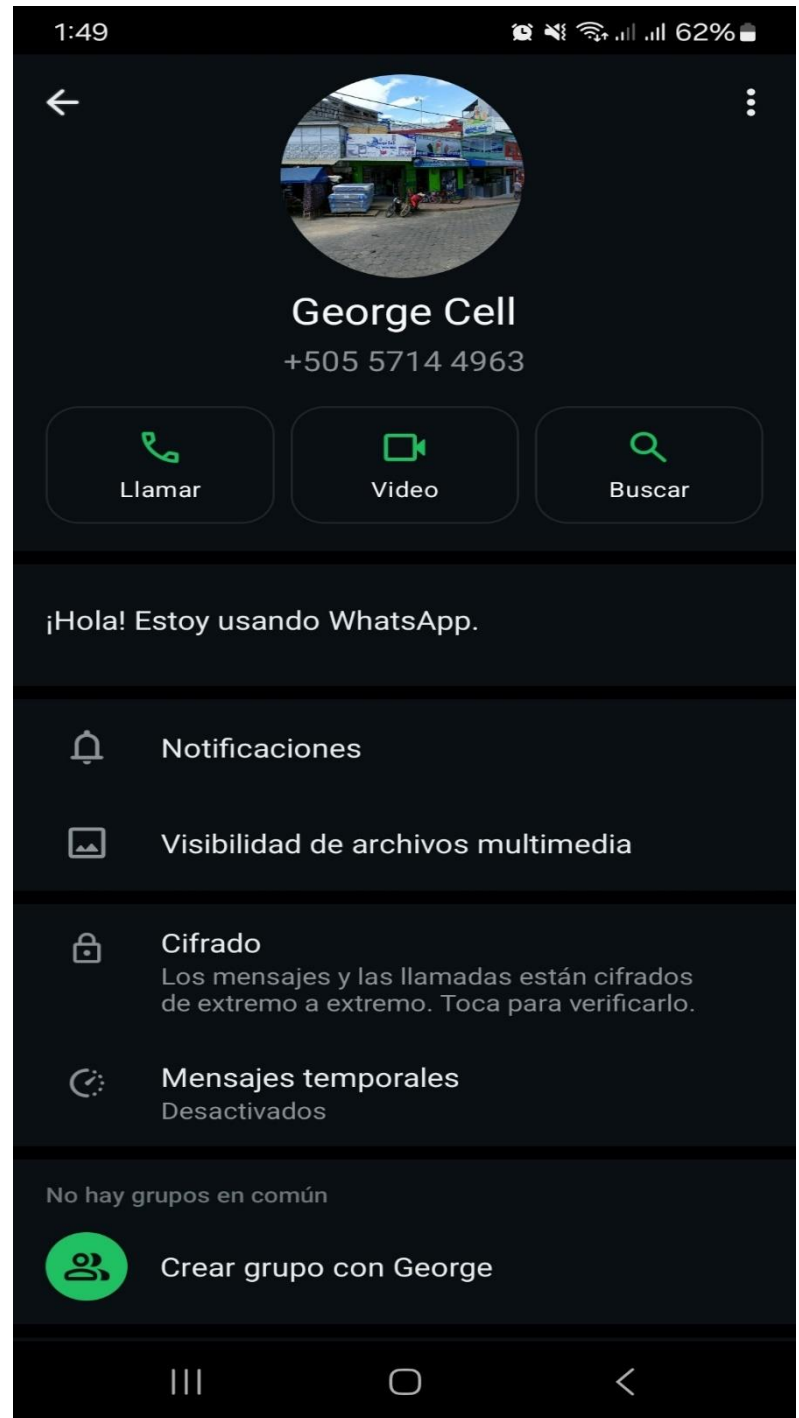 1:49
62%
George Cell
+505 5714 4963
Llamar
Video
Buscar
¡Hola! Estoy usando WhatsApp.
Notificaciones
Visibilidad de archivos multimedia
Cifrado
Los mensajes y las llamadas están cifrados
de extremo a extremo. Toca para verificarlo.
Mensajes temporales
Desactivados
No hay grupos en común
Crear grupo con George